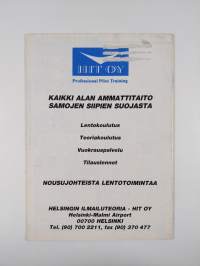 HIT OY
Professional Pilot Training
KAIKKI ALAN AMMATTITAITO
SAMOJEN SIIPIEN SUOJASTA
Lentokoulutus
Teoriakoulutus
Vuokrauspalvelu
Tilauslennot
NOUSUJOHTEISTA LENTOTOIMINTAA
HELSINGIN ILMAILUTEORIA - HIT OY
Helsinki-Malmi Airport
00700 HELSINKI
Tel. (90) 700 2211, fax (90) 370 477